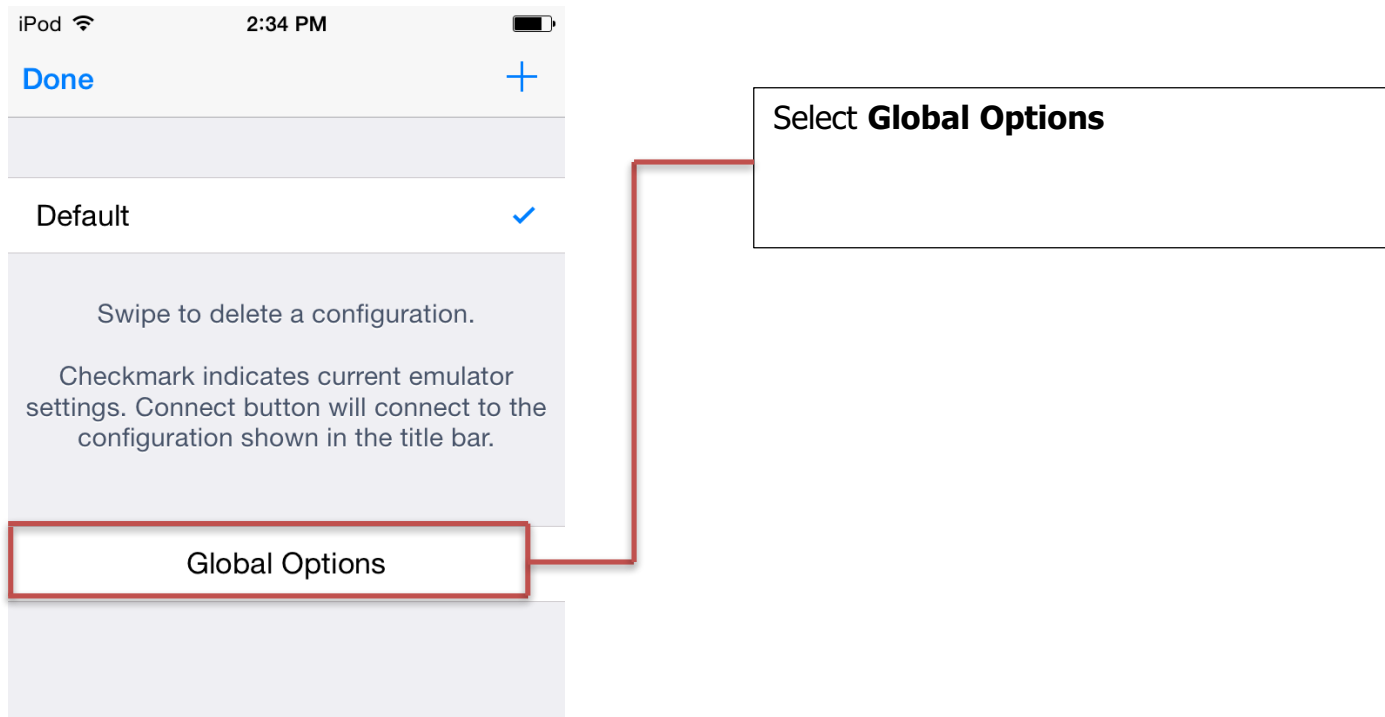 iPod 2:34 PM
Done +
Select Global Options
Default
Swipe to delete a configuration.
Checkmark indicates current emulator
settings. Connect button will connect to the
configuration shown in the title bar.
Global Options